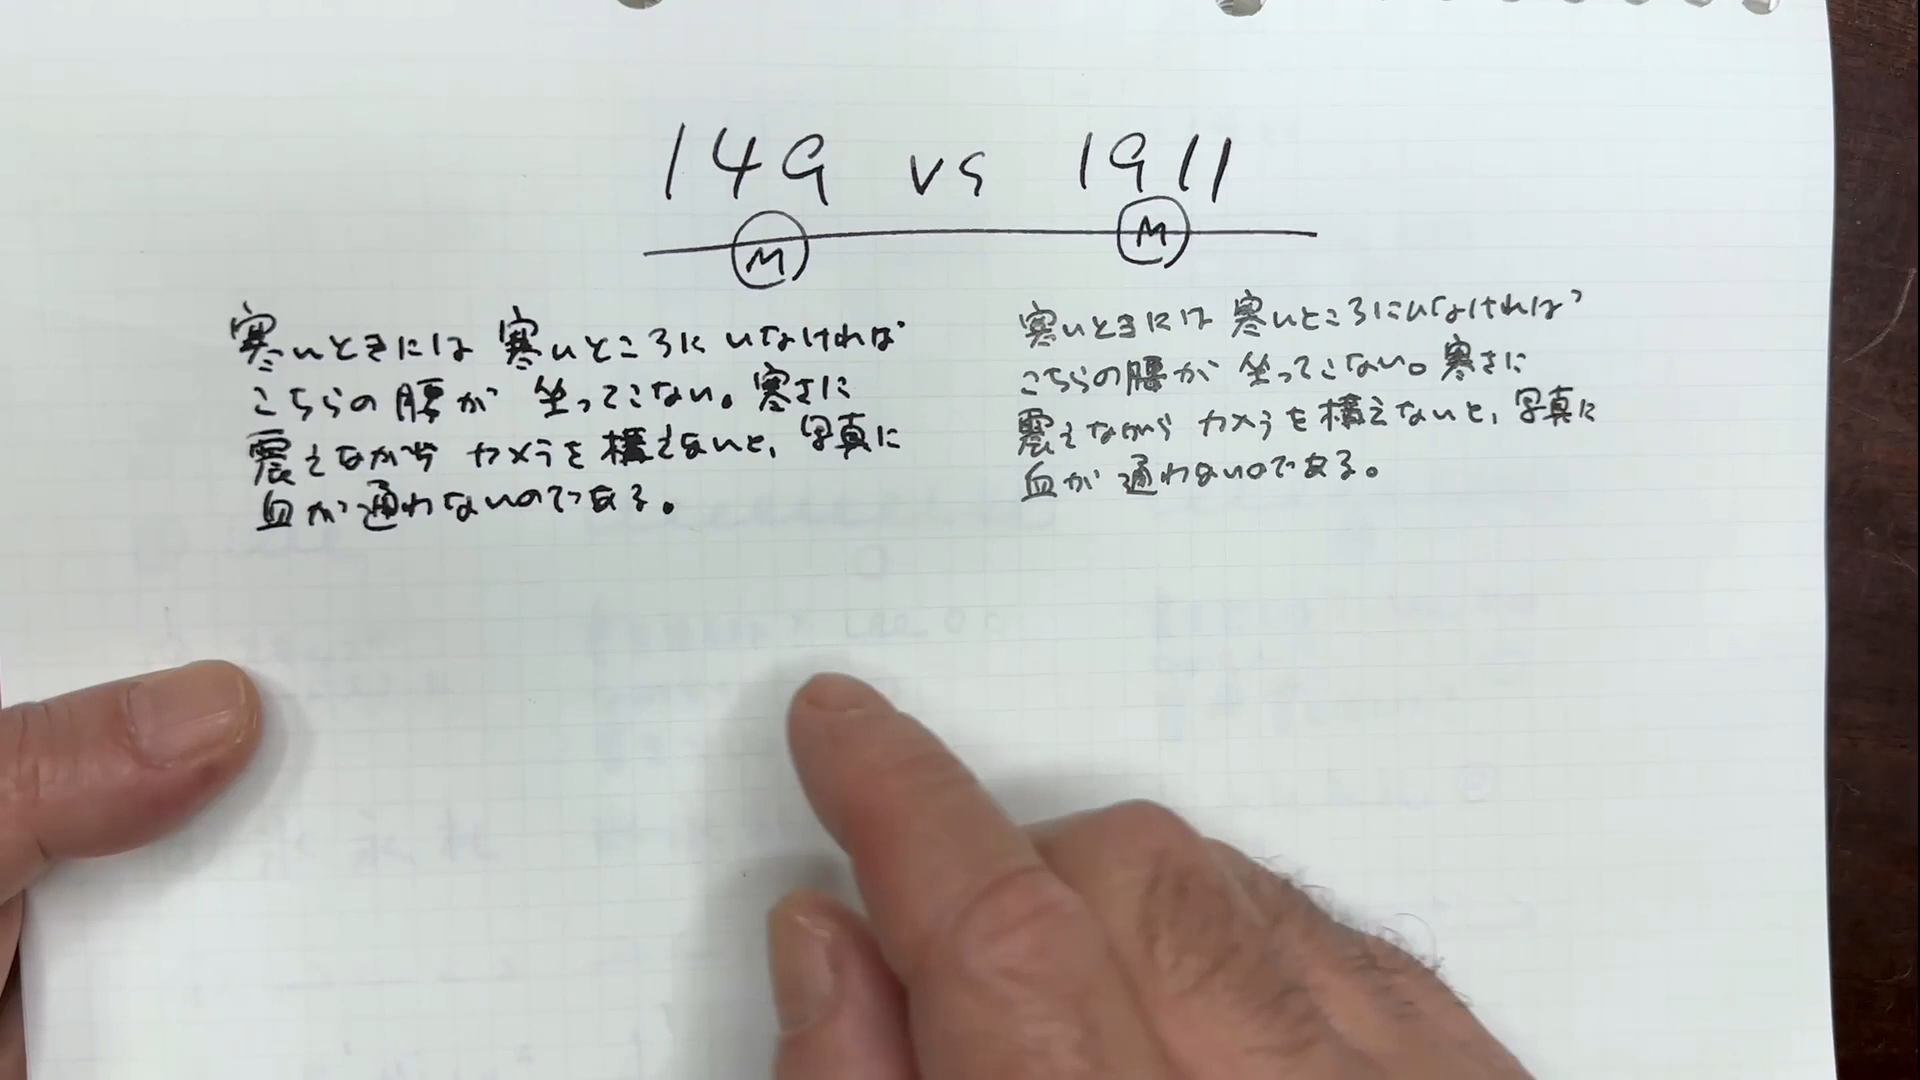 149 vs 1911
M M
寒いときには 寒いところに いなければ
こちらの腰が 坐ってこない。寒さに
震えながら カメラを構えないと、写真に
血が通わないのである。
寒いときには 寒いところにいなければ
こちらの腰が 坐ってこない。寒さに
震えながら カメラを構えないと、写真に
血が通わないのである。